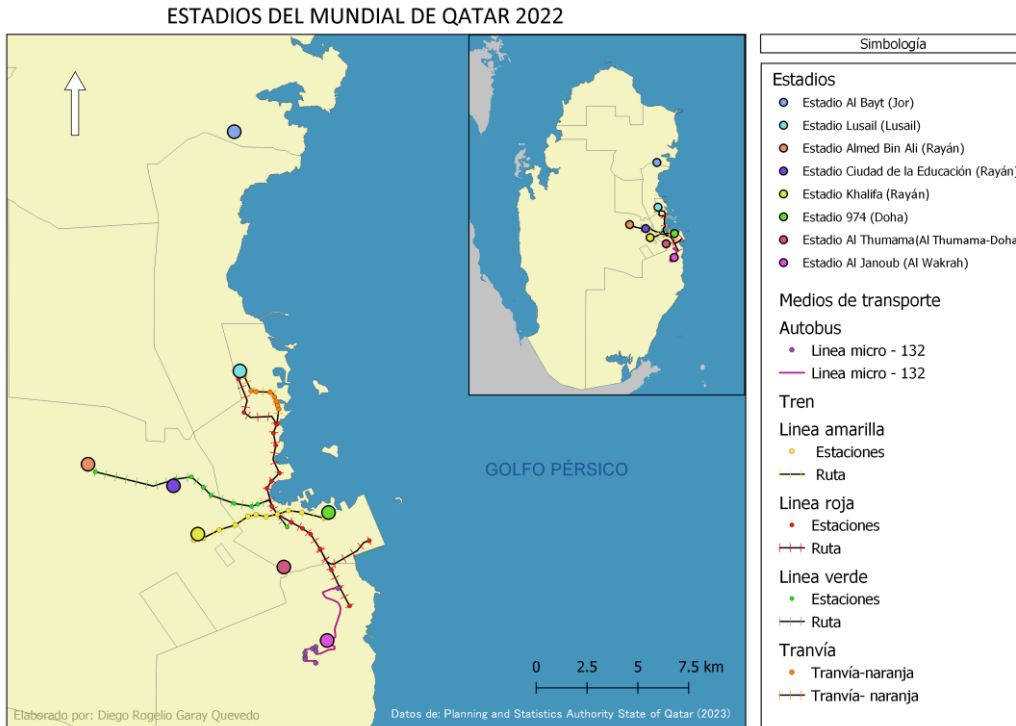 ESTADIOS DEL MUNDIAL DE QATAR 2022
GOLFO PÉRSICO
0 2.5 5 7.5 km
Elaborado por: Diego Rogelio Garay Quevedo
Datos de: Planning and Statistics Authority State of Qatar (2023)
Simbología
Estadios
Estadio Al Bayt (Jor)
Estadio Lusail (Lusail)
Estadio Almed Bin Ali (Rayán)
Estadio Ciudad de la Educación (Rayán)
Estadio Khalifa (Rayán)
Estadio 974 (Doha)
Estadio Al Thumama(Al Thumama-Doha
Estadio Al Janoub (Al Wakrah)
Medios de transporte
Autobus
Linea micro - 132
Linea micro - 132
Tren
Linea amarilla
Estaciones
Ruta
Linea roja
Estaciones
Ruta
Linea verde
Estaciones
Ruta
Tranvía
Tranvía-naranja
Tranvía- naranja